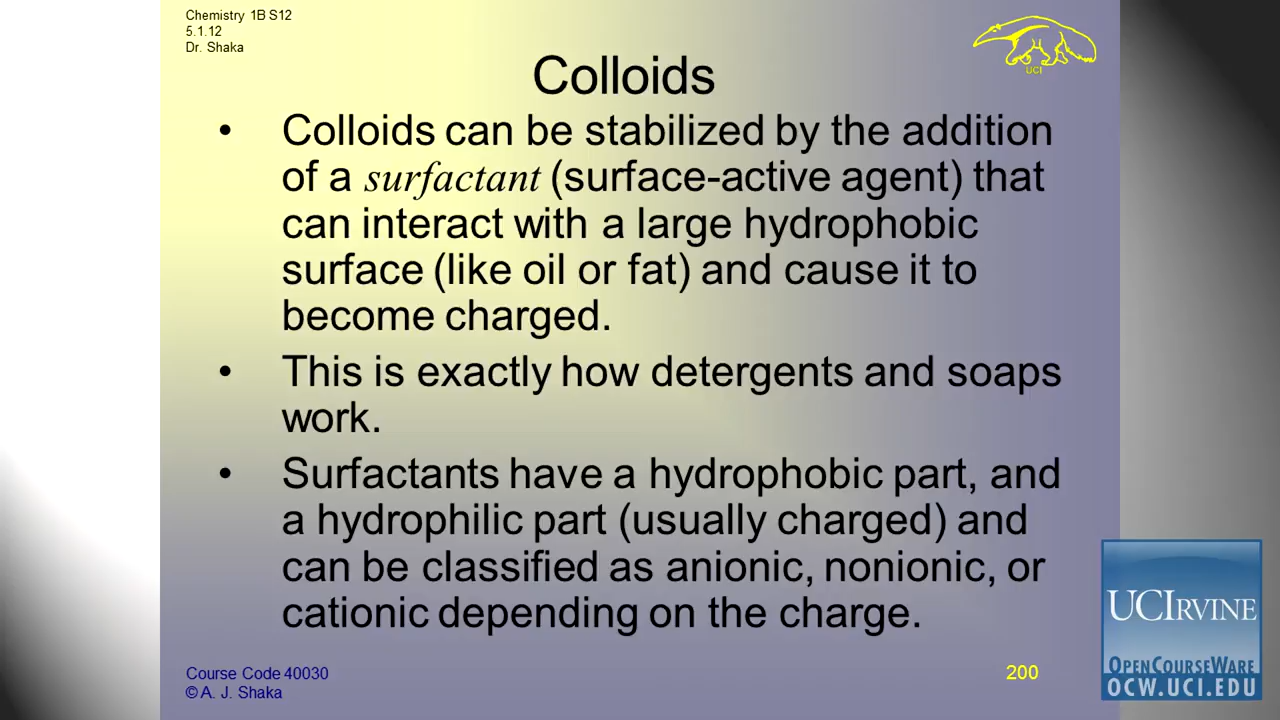 Chemistry 1B S12
5.1.12
Dr. Shaka
UCI
Colloids
• Colloids can be stabilized by the addition
of a surfactant (surface-active agent) that
can interact with a large hydrophobic
surface (like oil or fat) and cause it to
become charged.
• This is exactly how detergents and soaps
work.
• Surfactants have a hydrophobic part, and
a hydrophilic part (usually charged) and
can be classified as anionic, nonionic, or
cationic depending on the charge.
Course Code 40030
© A. J. Shaka
200
UCIRVINE
OPENCOURSEWARE
OCW.UCI.EDU